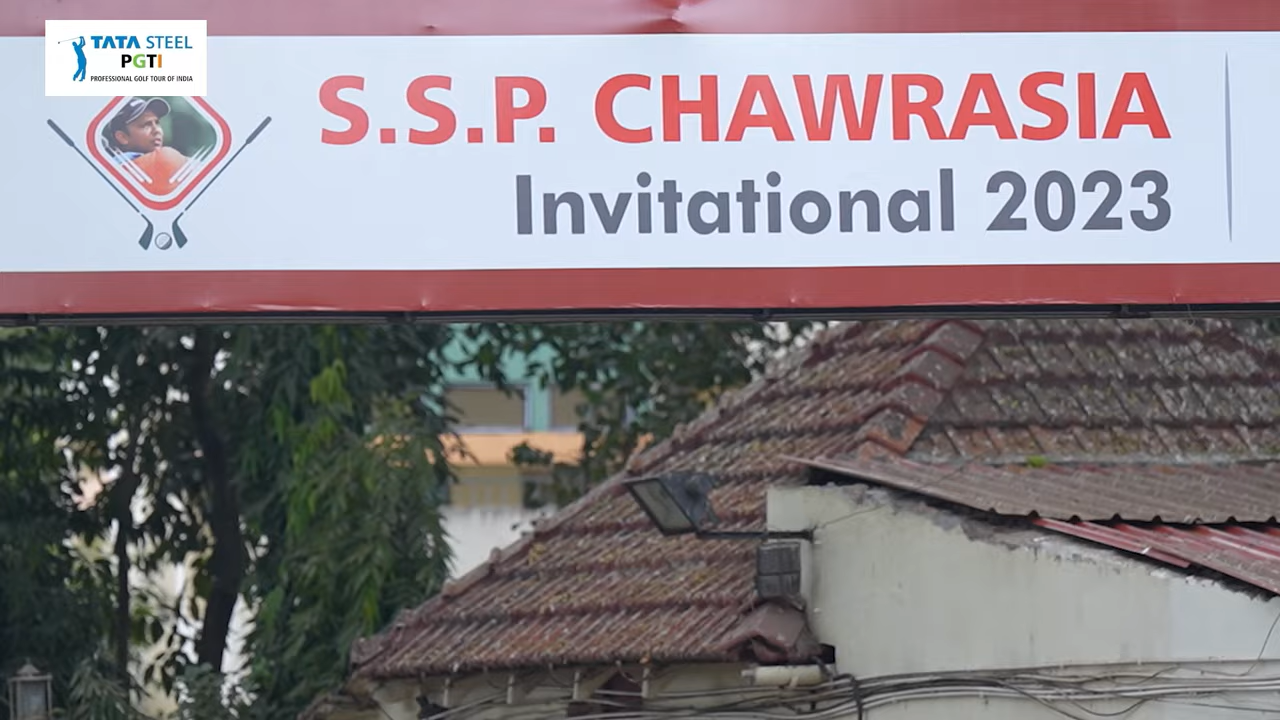 TATA STEEL
PGTI
PROFESSIONAL GOLF TOUR OF INDIA
S.S.P. CHAWRASIA
Invitational 2023